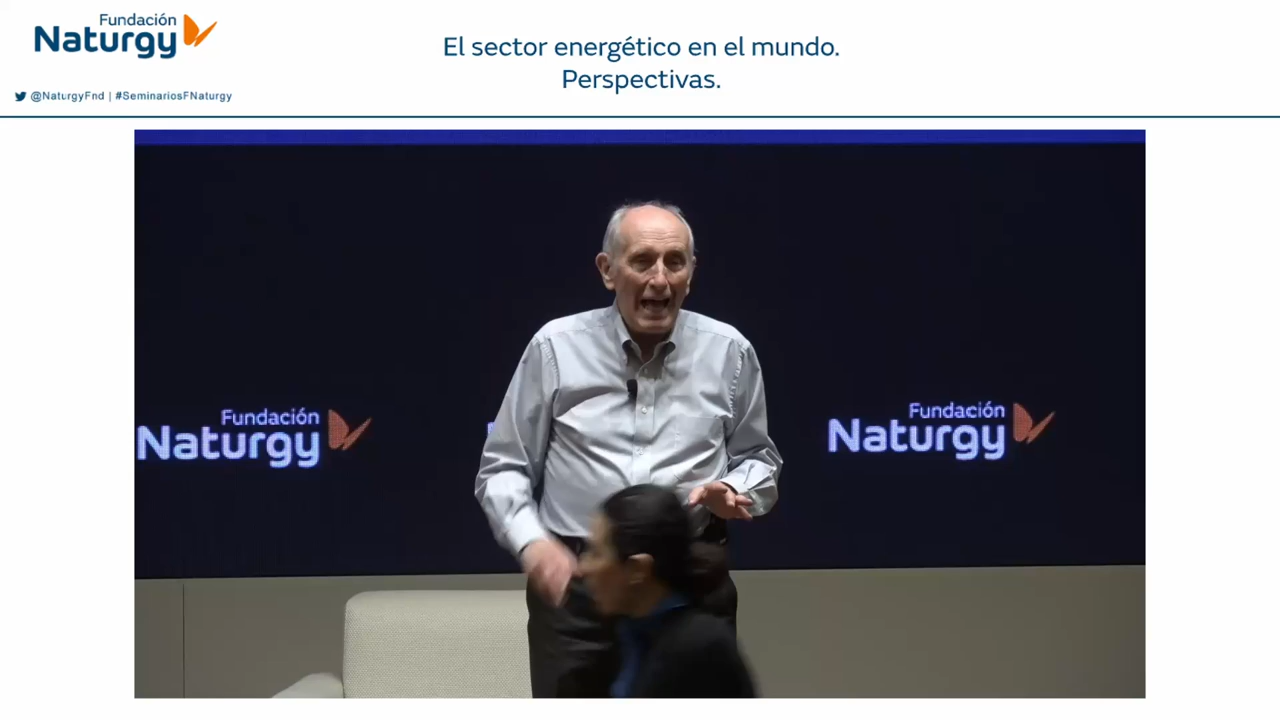 Fundación
Naturgy
@NaturgyFnd | #SeminariosFNaturgy
El sector energético en el mundo.
Perspectivas.
Fundación
Naturgy
Fundación
Naturgy